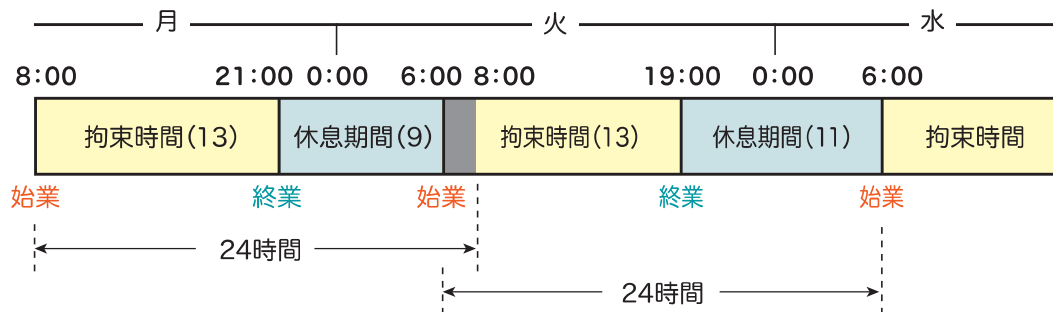 月 火 水
8:00 21:00 0:00 6:00 8:00 19:00 0:00 6:00
拘束時間(13) 休息期間(9) 拘束時間(13) 休息期間(11) 拘束時間
始業 終業 始業 終業 始業
24時間
24時間